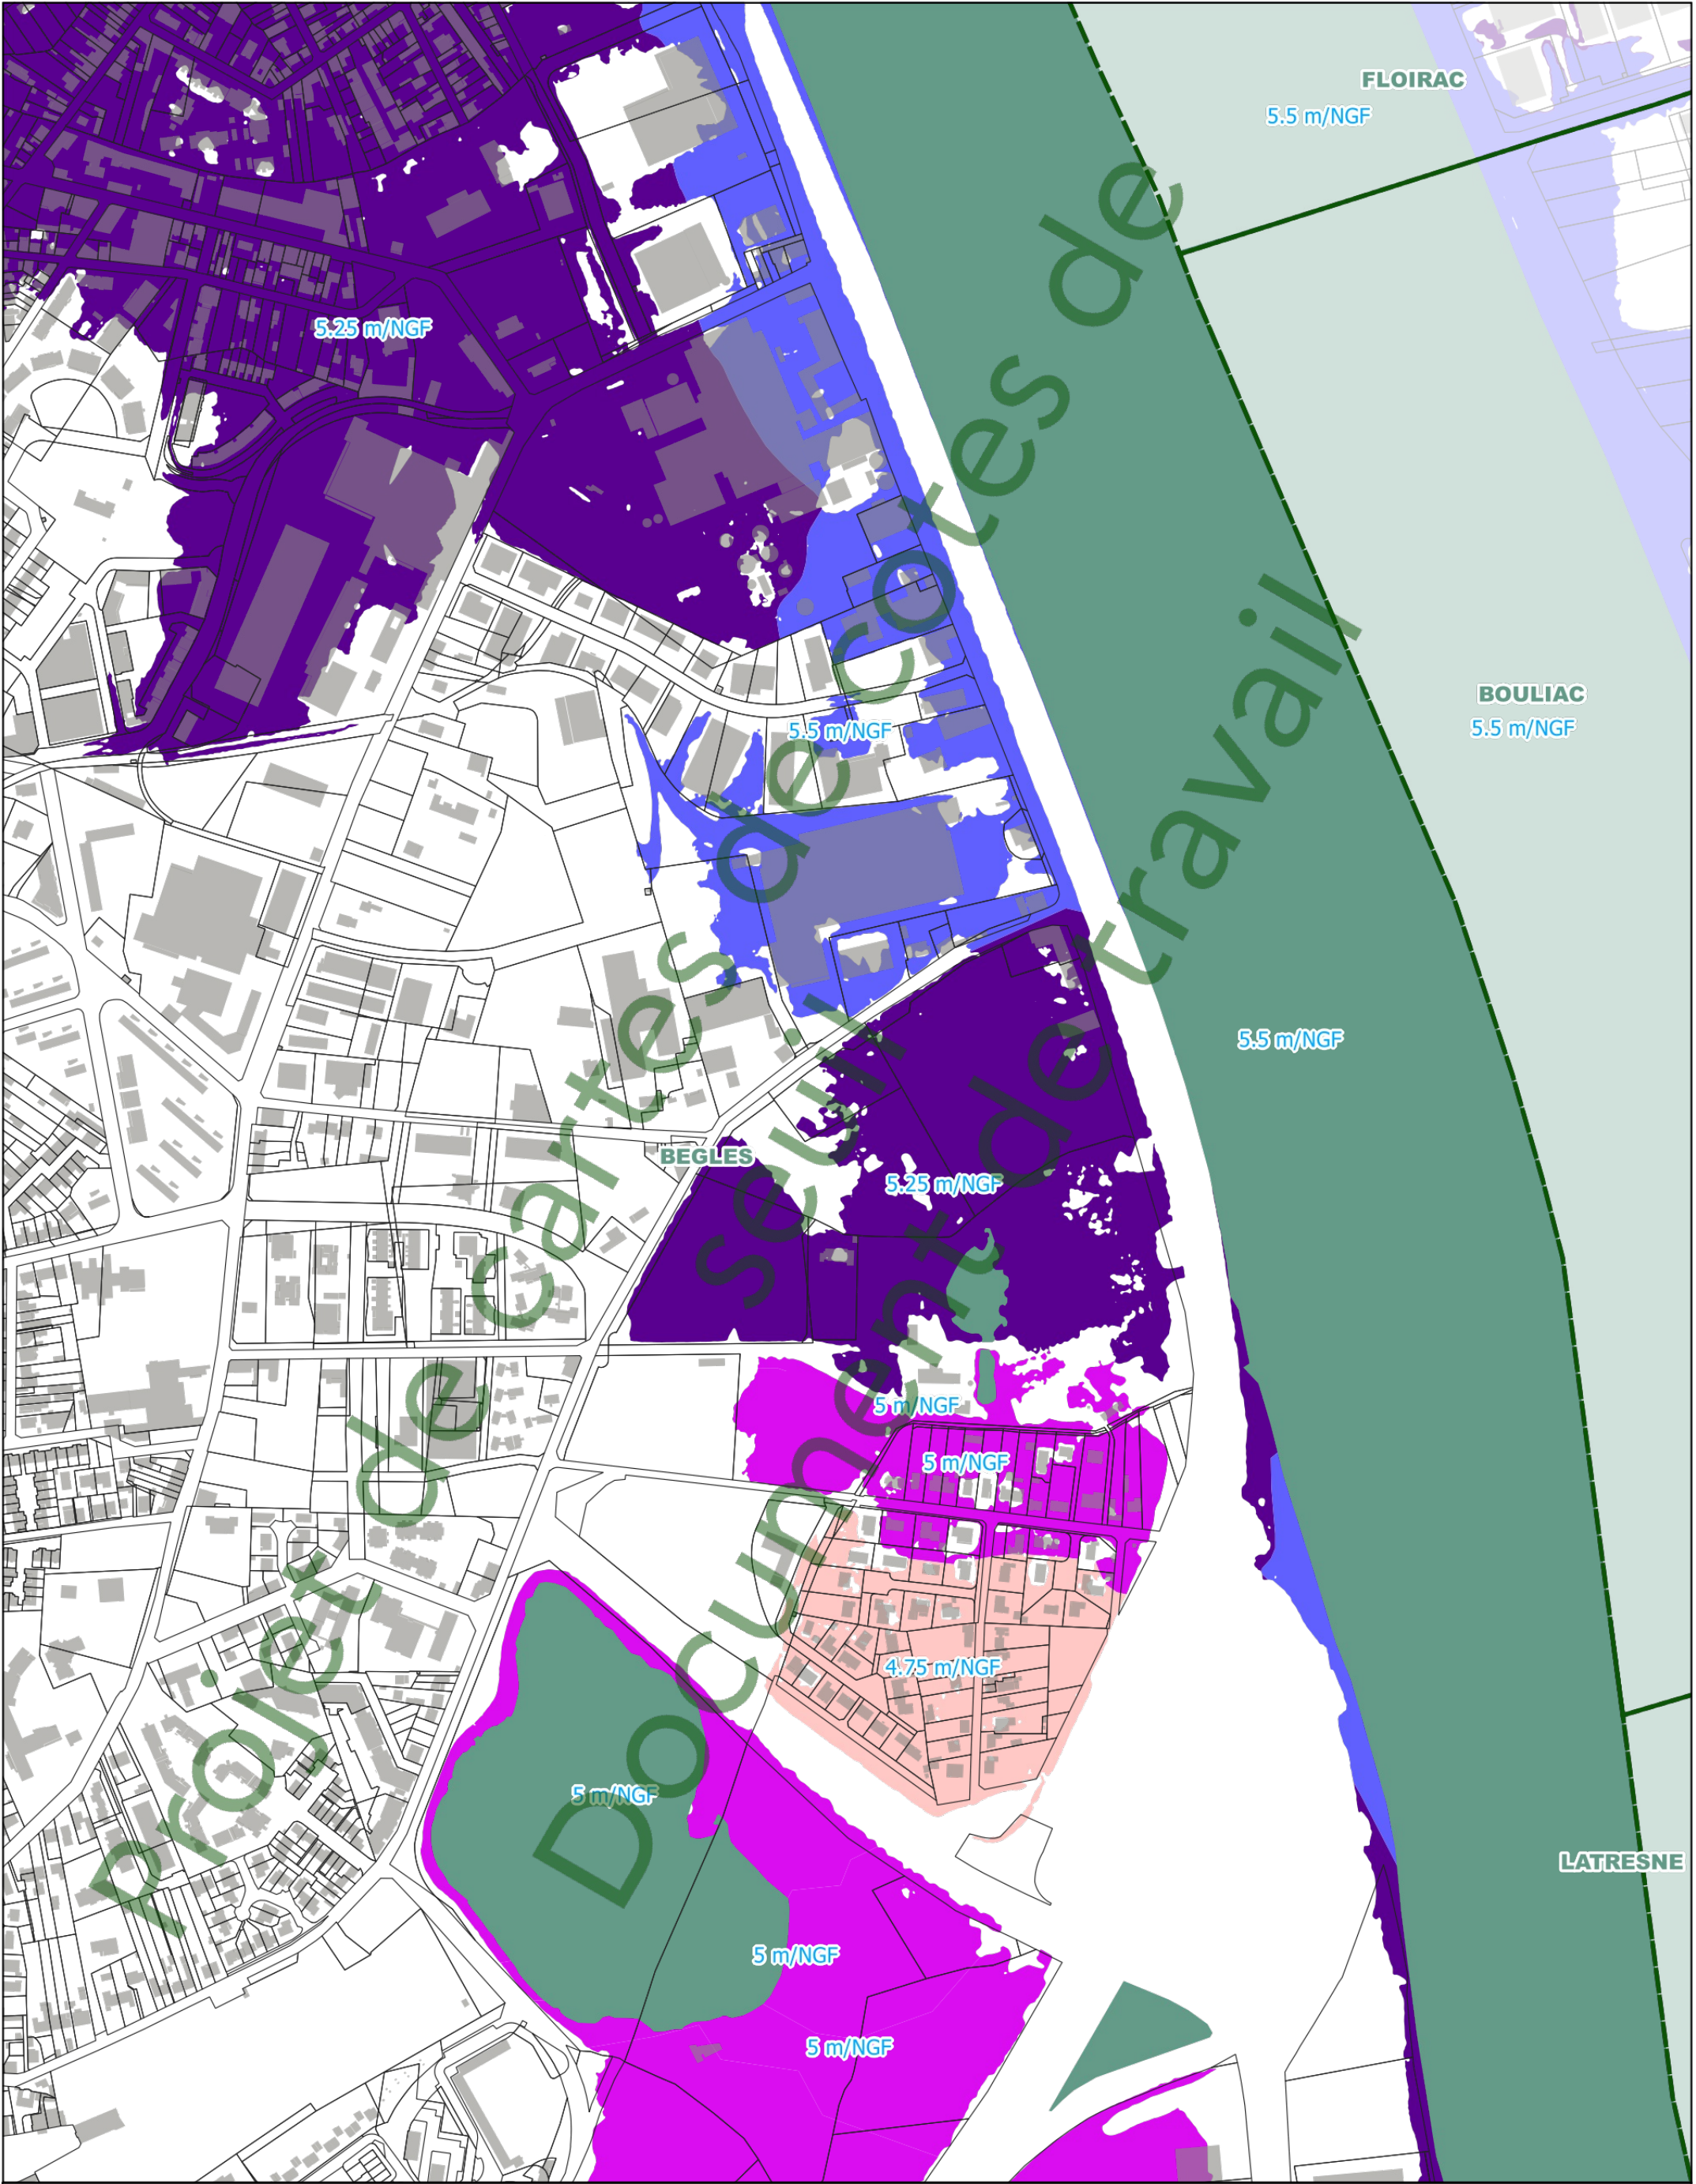 FLOIRAC
5.5 m/NGF
5.25 m/NGF
BOULIAC
5.5 m/NGF
5.5 m/NGF
5.5 m/NGF
BEGLES
5.25 m/NGF
5 m/NGF
5 m/NGF
4.75 m/NGF
5 m/NGF
LATRESNE
5 m/NGF
5 m/NGF
Projet de cartes de cotes de
seuil
Document de travail